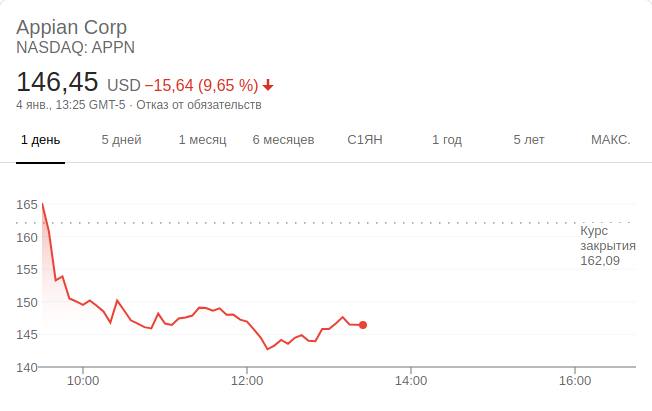 Appian Corp
NASDAQ: APPN
146,45 USD −15,64 (9,65 %)
4 янв., 13:25 GMT-5 · Отказ от обязательств
1 день 5 дней 1 месяц 6 месяцев С1ЯН 1 год 5 лет МАКС.
165
160
155
150
145
140
Курс
закрытия
162,09
10:00 12:00 14:00 16:00